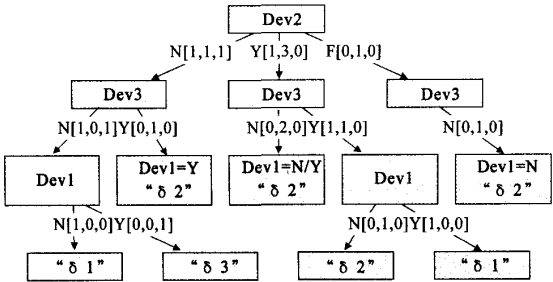 Dev2
N[1,1,1] Y[1,3,0] F[0,1,0]
Dev3 Dev3 Dev3
N[1,0,1]Y[0,1,0] N[0,2,0]Y[1,1,0] N[0,1,0]
Dev1 Dev1=Y Dev1=N/Y Dev1 Dev1=N
“δ 2” “δ 2” “δ 2”
N[1,0,0]Y[0,0,1] N[0,1,0]Y[1,0,0]
“δ 1” “δ 3” “δ 2” “δ 1”